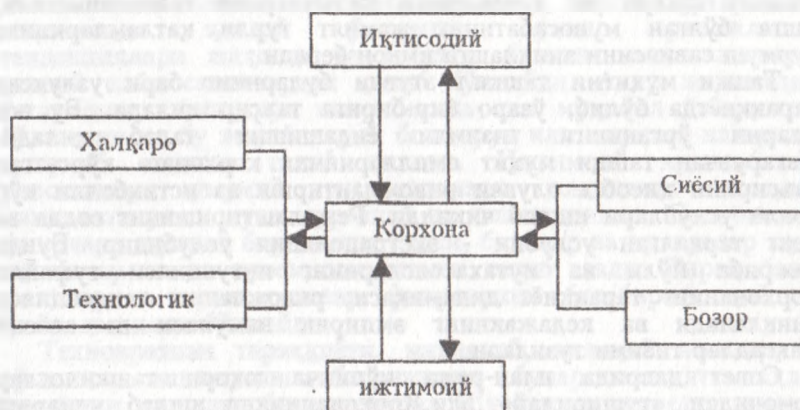 Иқтисодий
Халқаро
Сиёсий
Корхона
Технологик
Бозор
ижтимоий